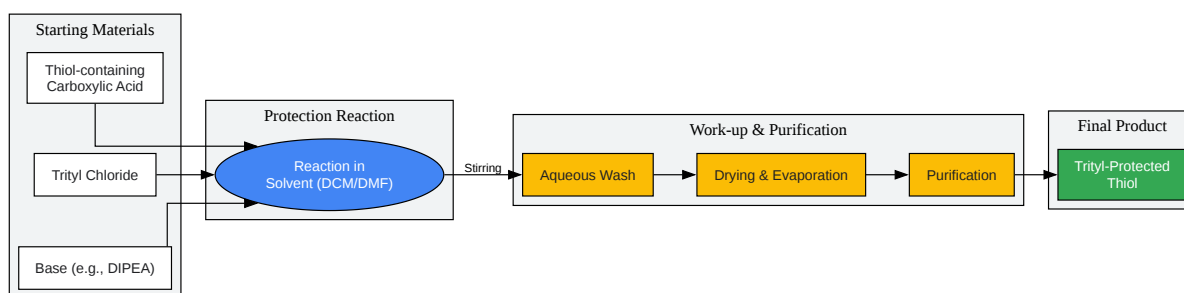 Starting Materials
Thiol-containing
Carboxylic Acid
Trityl Chloride
Base (e.g., DIPEA)
Protection Reaction
Reaction in
Solvent (DCM/DMF)
Stirring
Work-up & Purification
Aqueous Wash
Drying & Evaporation
Purification
Final Product
Trityl-Protected
Thiol